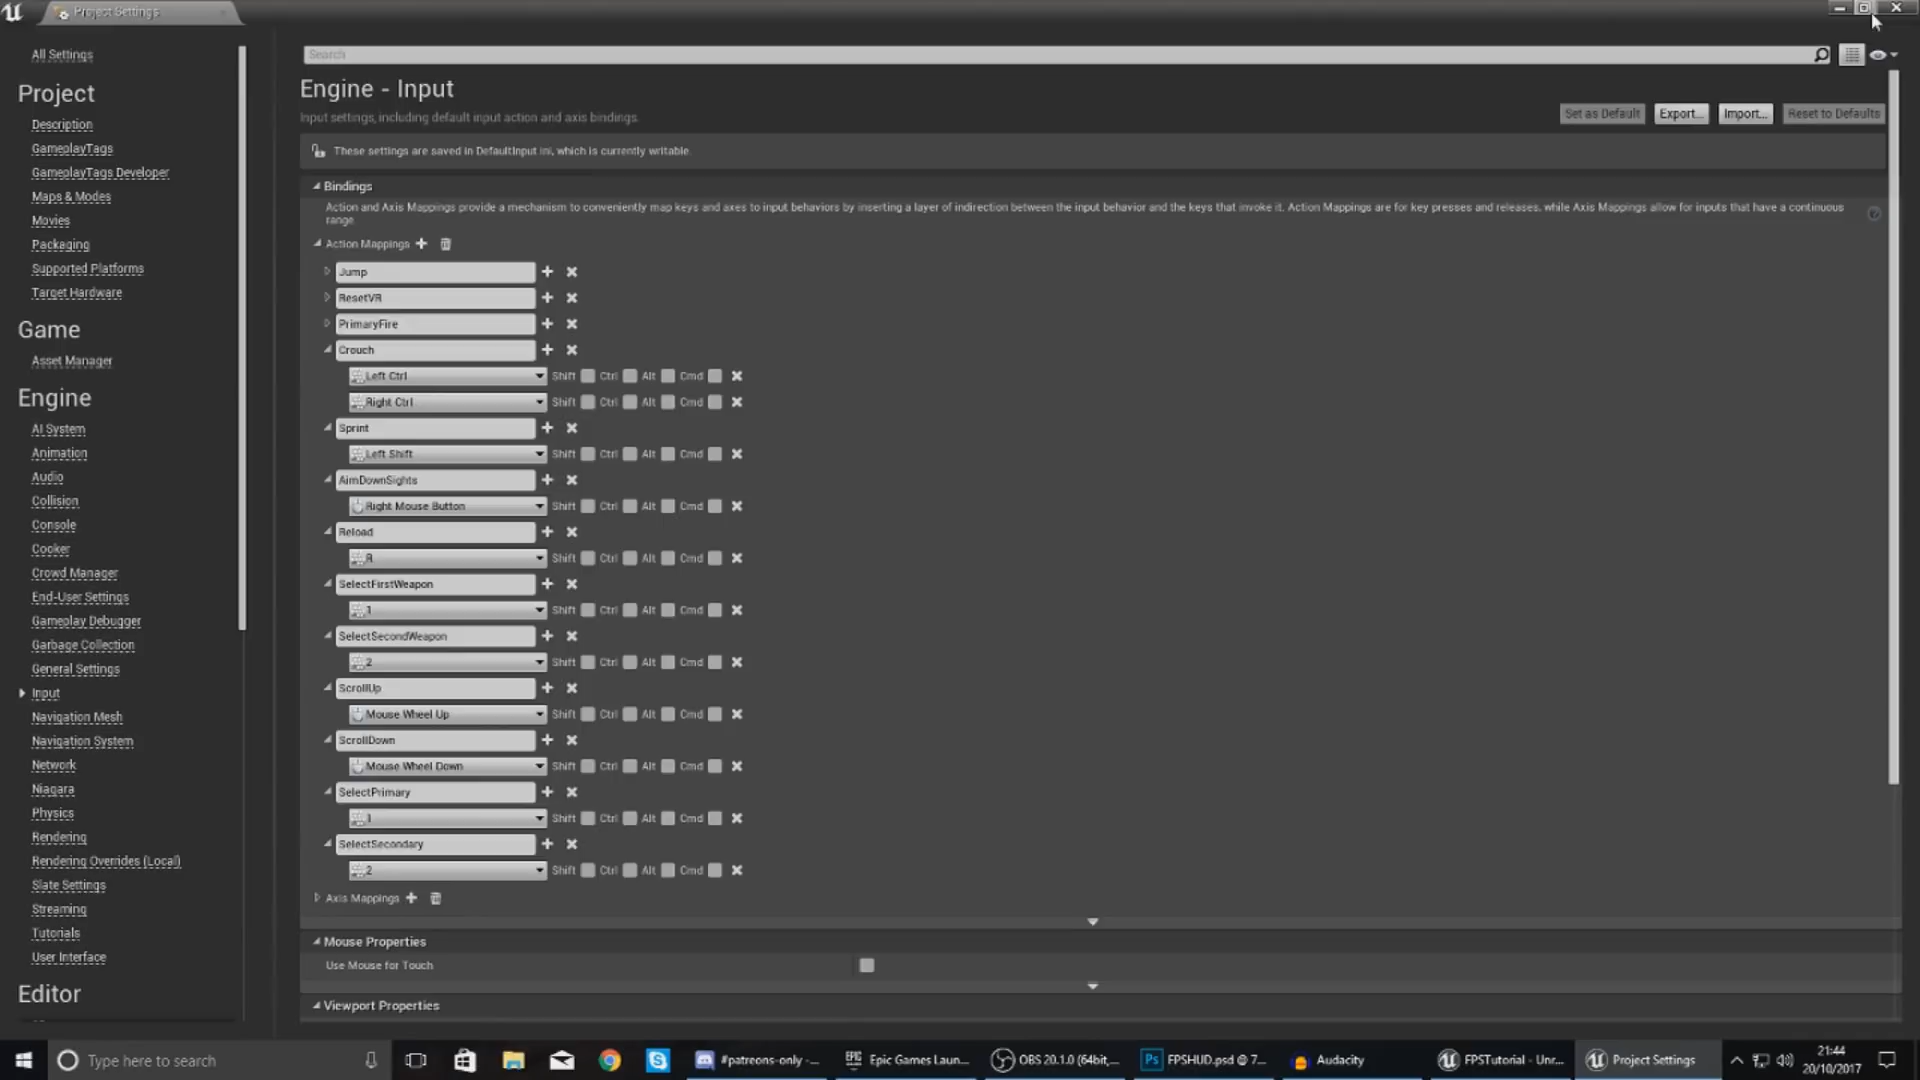 Project Settings
All Settings
Project
Description
GameplayTags
GameplayTags Developer
Maps & Modes
Movies
Packaging
Supported Platforms
Target Hardware
Game
Asset Manager
Engine
AI System
Animation
Audio
Collision
Console
Cooker
Crowd Manager
End-User Settings
Gameplay Debugger
Garbage Collection
General Settings
Input
Navigation Mesh
Navigation System
Network
Niagara
Physics
Rendering
Rendering Overrides (Local)
Slate Settings
Streaming
Tutorials
User Interface
Editor
Search
Engine - Input
Input settings, including default input action and axis bindings.
Set as Default Export... Import... Reset to Defaults
These settings are saved in DefaultInput.ini, which is currently writable.
Bindings
Action and Axis Mappings provide a mechanism to conveniently map keys and axes to input behaviors by inserting a layer of indirection between the input behavior and the keys that invoke it. Action Mappings are for key presses and releases, while Axis Mappings allow for inputs that have a continuous
range.
Action Mappings
Jump
ResetVR
PrimaryFire
Crouch
Left Ctrl Shift Ctrl Alt Cmd
Right Ctrl Shift Ctrl Alt Cmd
Sprint
Left Shift Shift Ctrl Alt Cmd
AimDownSights
Right Mouse Button Shift Ctrl Alt Cmd
Reload
R Shift Ctrl Alt Cmd
SelectFirstWeapon
1 Shift Ctrl Alt Cmd
SelectSecondWeapon
2 Shift Ctrl Alt Cmd
ScrollUp
Mouse Wheel Up Shift Ctrl Alt Cmd
ScrollDown
Mouse Wheel Down Shift Ctrl Alt Cmd
SelectPrimary
1 Shift Ctrl Alt Cmd
SelectSecondary
2 Shift Ctrl Alt Cmd
Axis Mappings
Mouse Properties
Use Mouse for Touch
Viewport Properties
Type here to search
#patreons-only -...
EPIC GAMES Epic Games Laun...
OBS 20.1.0 (64bit,...
Ps FPSHUD.psd @ 7...
Audacity
FPSTutorial - Unr...
Project Settings
21:44
20/10/2017